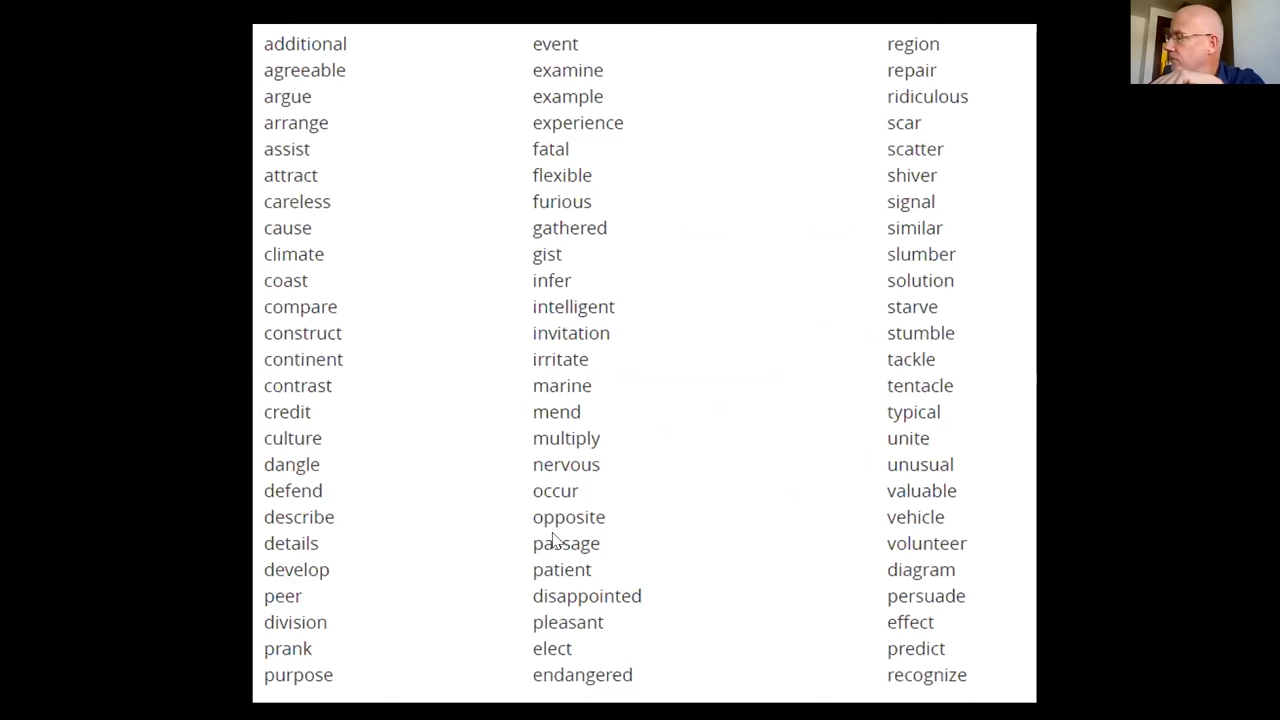 additional event region
agreeable examine repair
argue example ridiculous
arrange experience scar
assist fatal scatter
attract flexible shiver
careless furious signal
cause gathered similar
climate gist slumber
coast infer solution
compare intelligent starve
construct invitation stumble
continent irritate tackle
contrast marine tentacle
credit mend typical
culture multiply unite
dangle nervous unusual
defend occur valuable
describe opposite vehicle
details passage volunteer
develop patient diagram
peer disappointed persuade
division pleasant effect
prank elect predict
purpose endangered recognize